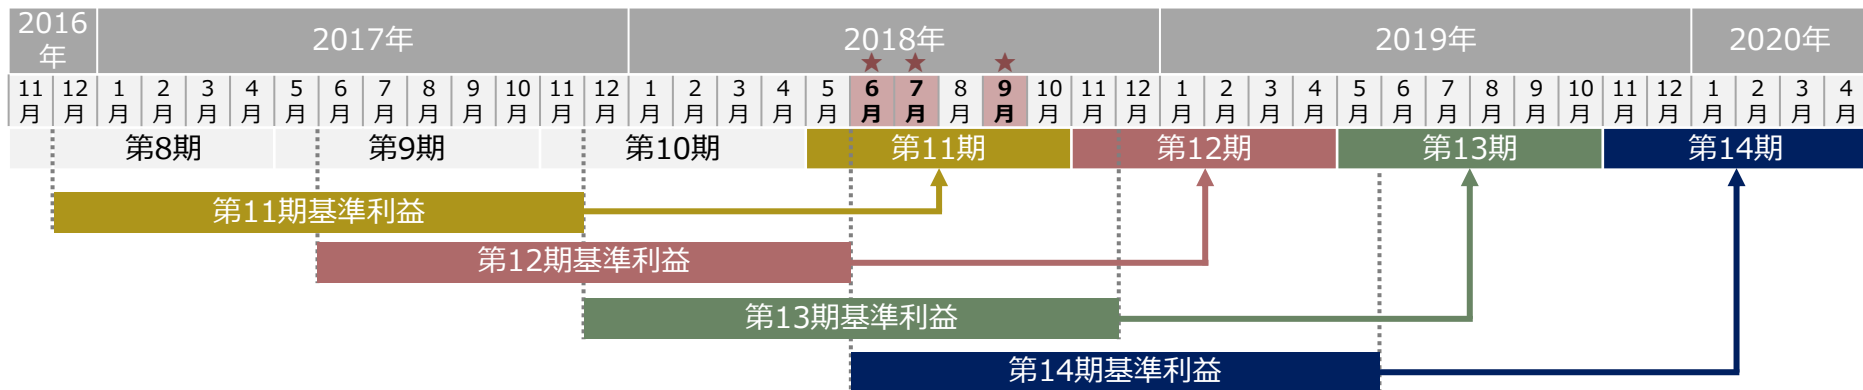 2016年 2017年 2018年 2019年 2020年
★ ★ ★
11月 12月 1月 2月 3月 4月 5月 6月 7月 8月 9月 10月 11月 12月 1月 2月 3月 4月 5月 6月 7月 8月 9月 10月 11月 12月 1月 2月 3月 4月 5月 6月 7月 8月 9月 10月 11月 12月 1月 2月 3月 4月
第8期 第9期 第10期 第11期 第12期 第13期 第14期
第11期基準利益
第12期基準利益
第13期基準利益
第14期基準利益